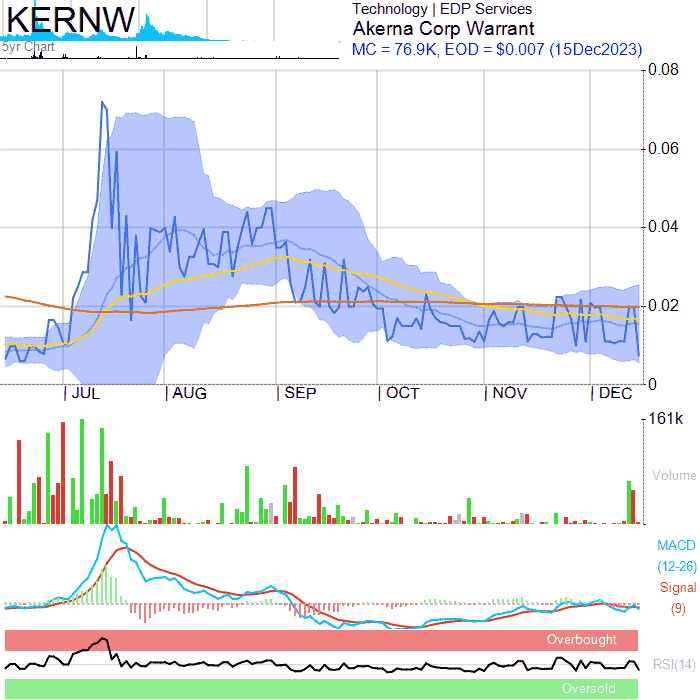 KERNW
5yr Chart
Technology | EDP Services
Akerna Corp Warrant
MC = 76.9K, EOD = $0.007 (15Dec2023)
0.08
0.06
0.04
0.02
0
| JUL | AUG | SEP | OCT | NOV | DEC
161k
Volume
MACD
(12-26)
Signal
(9)
Overbought
RSI(14)
Oversold